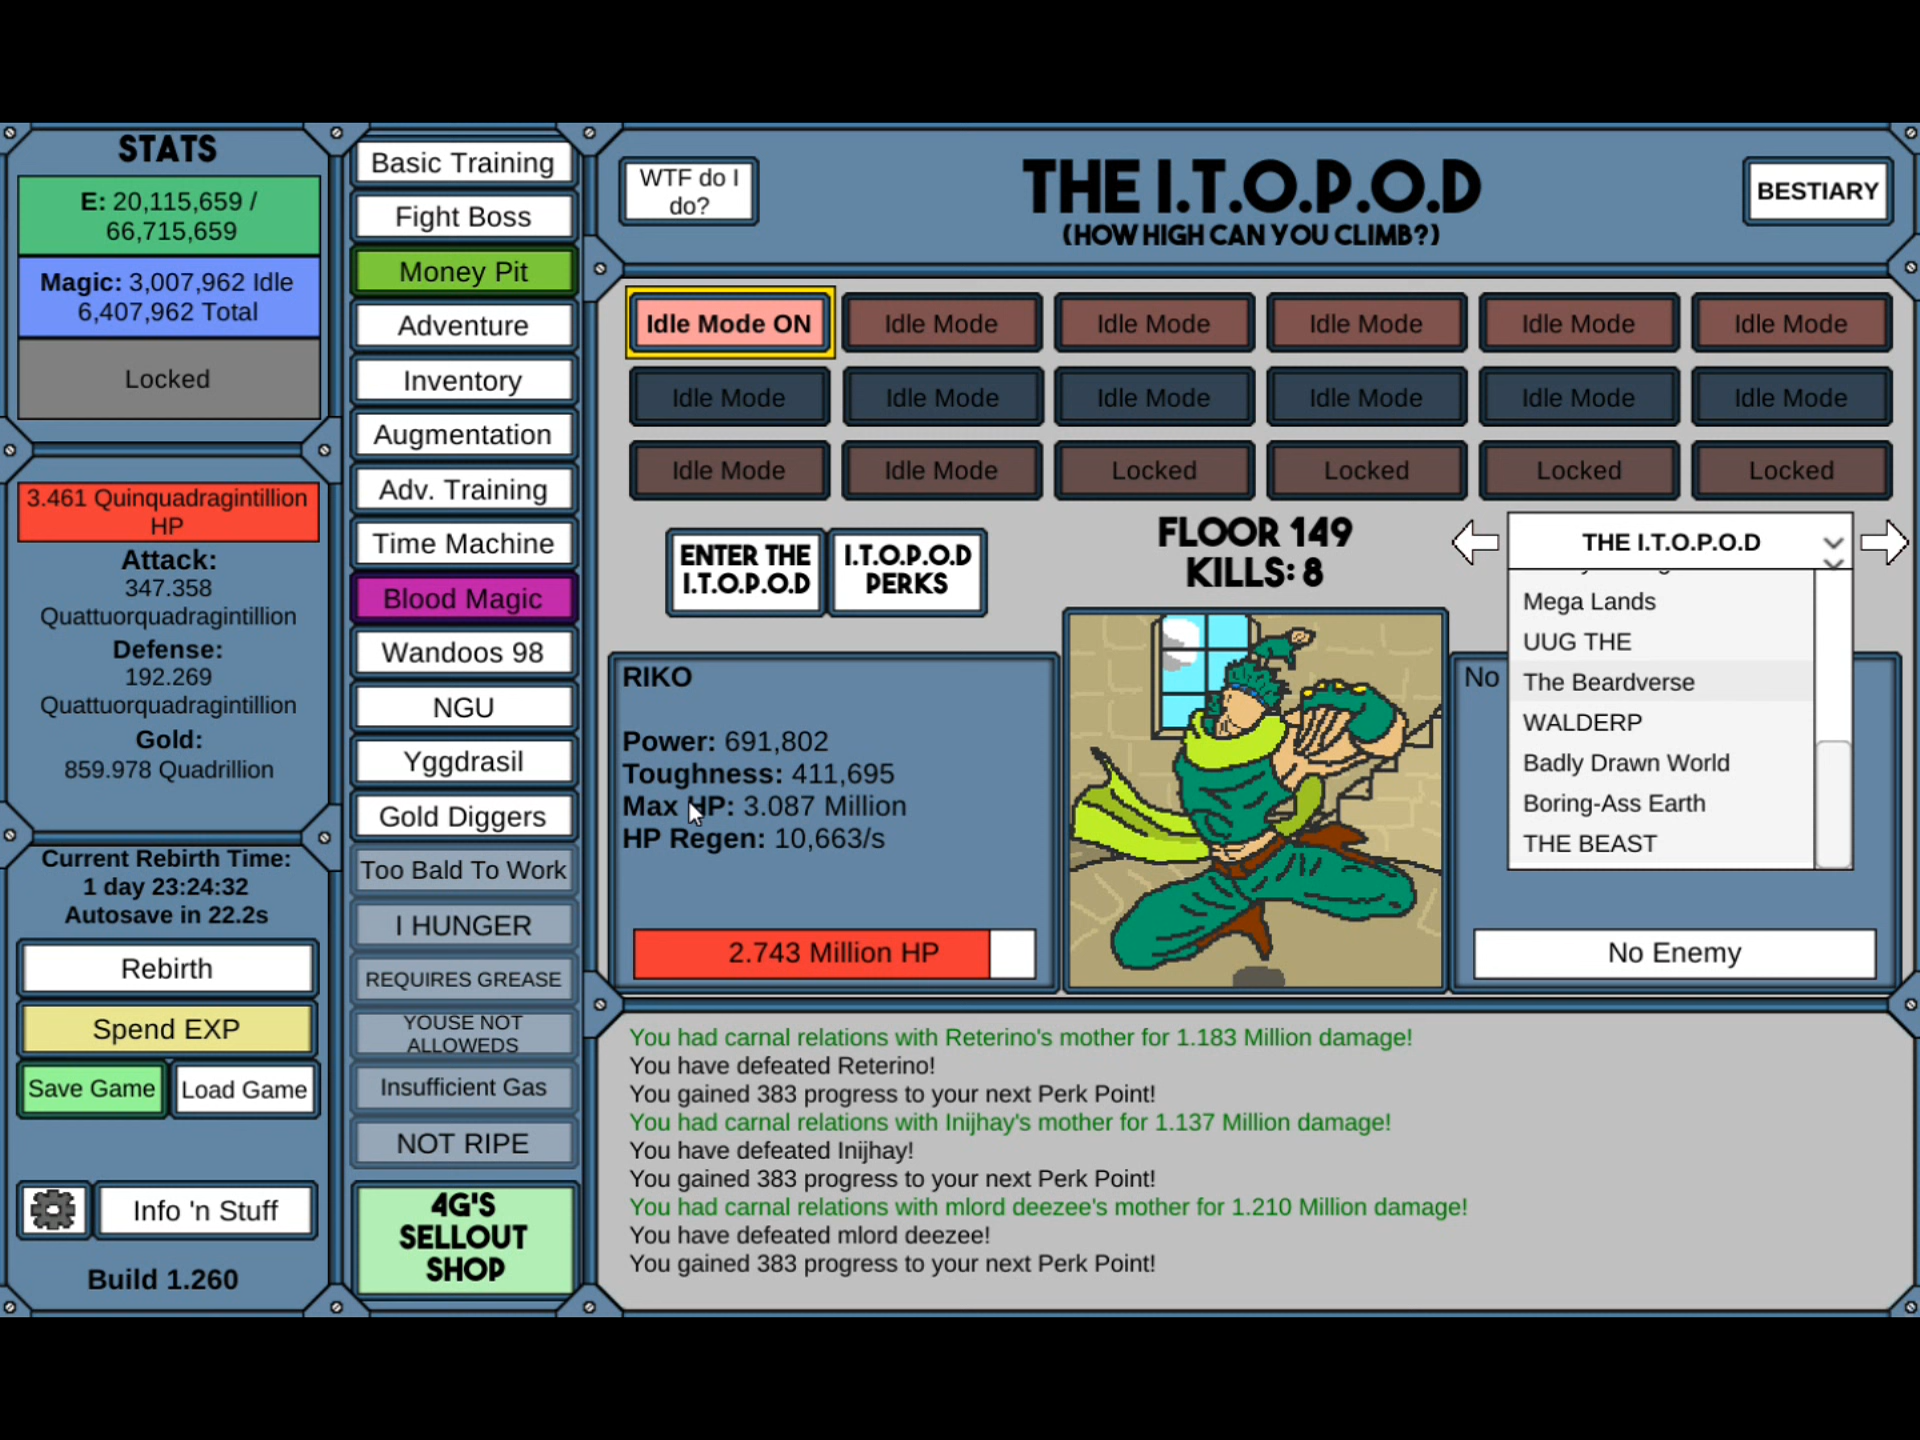 STATS
E: 20,115,659 /
66,715,659
Magic: 3,007,962 Idle
6,407,962 Total
Locked
3.461 Quinquadragintillion
HP
Attack:
347.358
Quattuorquadragintillion
Defense:
192.269
Quattuorquadragintillion
Gold:
859.978 Quadrillion
Current Rebirth Time:
1 day 23:24:32
Autosave in 22.2s
Rebirth
Spend EXP
Save Game
Load Game
Info 'n Stuff
Build 1.260
Basic Training
Fight Boss
Money Pit
Adventure
Inventory
Augmentation
Adv. Training
Time Machine
Blood Magic
Wandoos 98
NGU
Yggdrasil
Gold Diggers
Too Bald To Work
I HUNGER
REQUIRES GREASE
YOUSE NOT
ALLOWEDS
Insufficient Gas
NOT RIPE
4G'S
SELLOUT
SHOP
WTF do I
do?
THE I.T.O.P.O.D
(HOW HIGH CAN YOU CLIMB?)
BESTIARY
Idle Mode ON
Idle Mode
Idle Mode
Idle Mode
Idle Mode
Idle Mode
Idle Mode
Idle Mode
Idle Mode
Idle Mode
Idle Mode
Idle Mode
Idle Mode
Idle Mode
Locked
Locked
Locked
Locked
ENTER THE
I.T.O.P.O.D
I.T.O.P.O.D
PERKS
FLOOR 149
KILLS: 8
THE I.T.O.P.O.D
Mega Lands
UUG THE
The Beardverse
WALDERP
Badly Drawn World
Boring-Ass Earth
THE BEAST
RIKO
Power: 691,802
Toughness: 411,695
Max HP: 3.087 Million
HP Regen: 10,663/s
2.743 Million HP
No
No Enemy
You had carnal relations with Reterino's mother for 1.183 Million damage!
You have defeated Reterino!
You gained 383 progress to your next Perk Point!
You had carnal relations with Inijhay's mother for 1.137 Million damage!
You have defeated Inijhay!
You gained 383 progress to your next Perk Point!
You had carnal relations with mlord deezee's mother for 1.210 Million damage!
You have defeated mlord deezee!
You gained 383 progress to your next Perk Point!